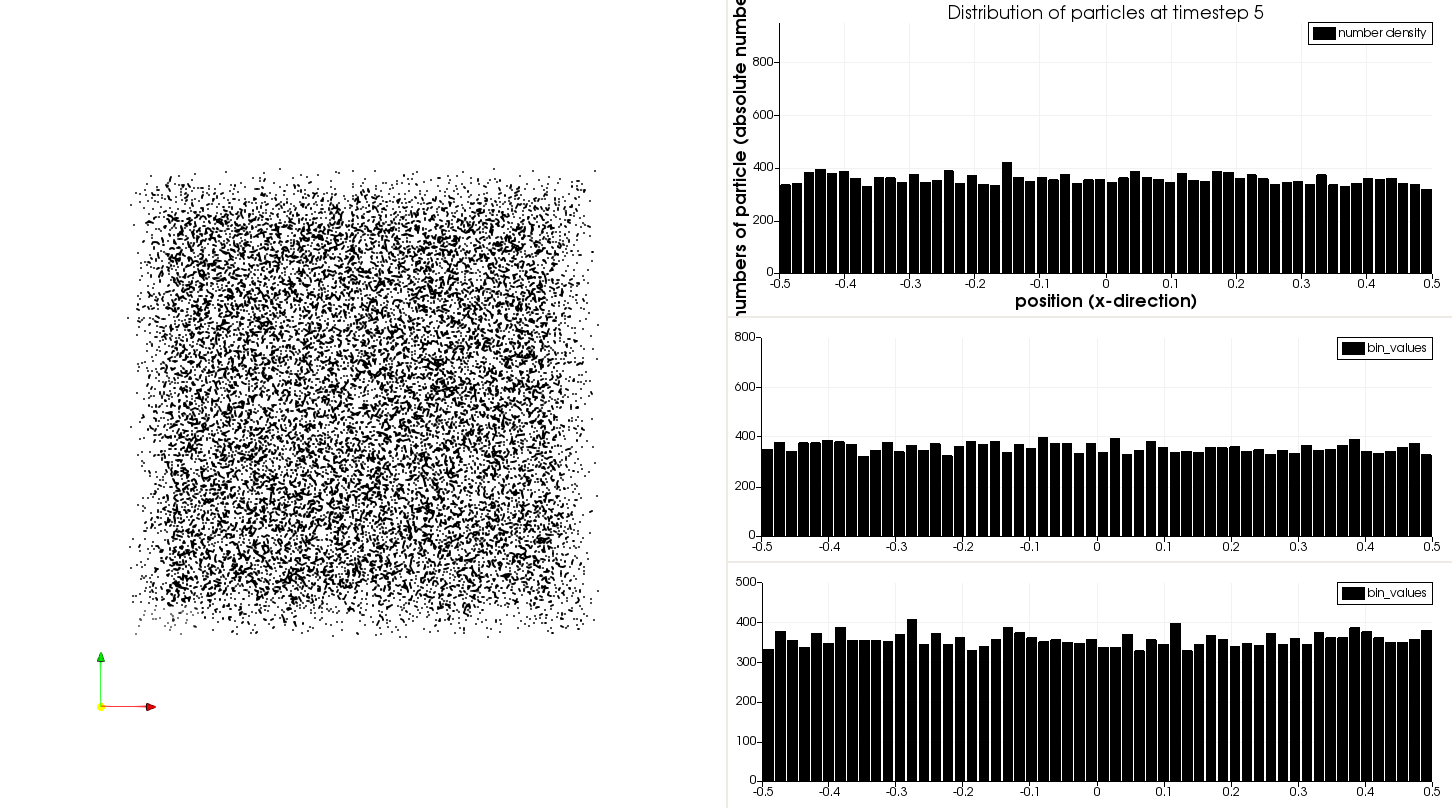 Distribution of particles at timestep 5
number density
numbers of particle (absolute numbe
800
600
400
200
0
-0.5 -0.4 -0.3 -0.2 -0.1 0 0.1 0.2 0.3 0.4 0.5
position (x-direction)
bin_values
800
600
400
200
0
-0.5 -0.4 -0.3 -0.2 -0.1 0 0.1 0.2 0.3 0.4 0.5
bin_values
500
400
300
200
100
0
-0.5 -0.4 -0.3 -0.2 -0.1 0 0.1 0.2 0.3 0.4 0.5